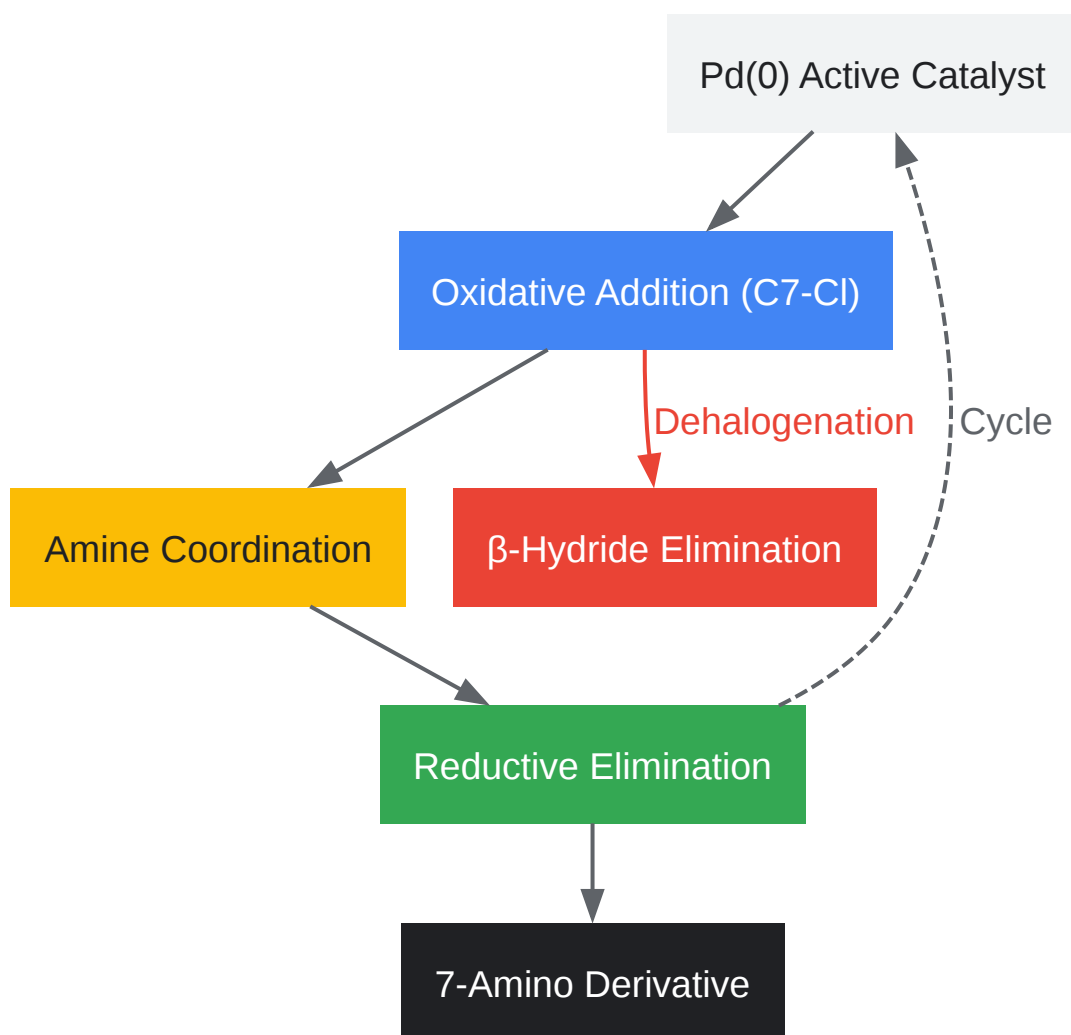 Pd(0) Active Catalyst
Oxidative Addition (C7-Cl)
Dehalogenation
Cycle
Amine Coordination
β-Hydride Elimination
Reductive Elimination
7-Amino Derivative